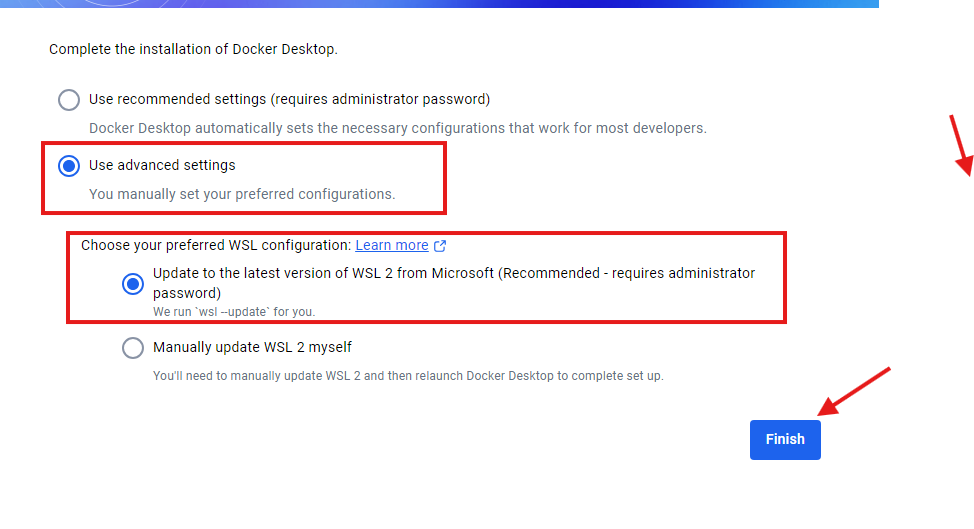 Complete the installation of Docker Desktop.
Use recommended settings (requires administrator password)
Docker Desktop automatically sets the necessary configurations that work for most developers.
Use advanced settings
You manually set your preferred configurations.
Choose your preferred WSL configuration: Learn more
Update to the latest version of WSL 2 from Microsoft (Recommended - requires administrator
password)
We run `wsl --update` for you.
Manually update WSL 2 myself
You'll need to manually update WSL 2 and then relaunch Docker Desktop to complete set up.
Finish